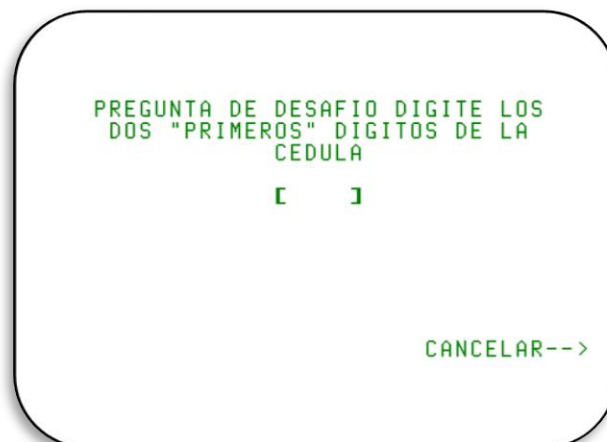 PREGUNTA DE DESAFIO DIGITE LOS
DOS "PRIMEROS" DIGITOS DE LA
CEDULA
[    ]
CANCELAR-->